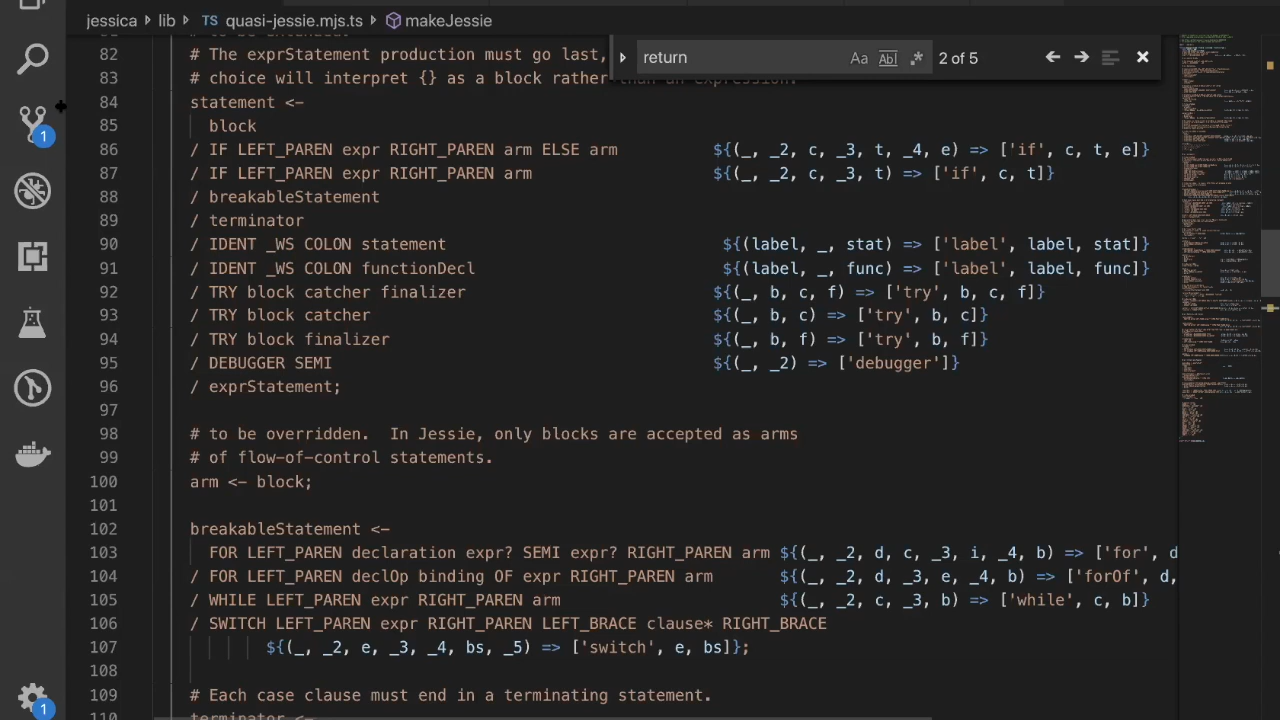 jessica lib TS quasi-jessie.mjs.ts makeJessie
return Aa Abl .* 2 of 5
82 # The exprStatement production must go last,
83 # choice will interpret {} as a block rather than an expression.
84 statement <-
85 block
86 / IF LEFT_PAREN expr RIGHT_PAREN arm ELSE arm ${(_, _2, c, _3, t, _4, e) => ['if', c, t, e]}
87 / IF LEFT_PAREN expr RIGHT_PAREN arm ${(_, _2, c, _3, t) => ['if', c, t]}
88 / breakableStatement
89 / terminator
90 / IDENT _WS COLON statement ${(label, _, stat) => ['label', label, stat]}
91 / IDENT _WS COLON functionDecl ${(label, _, func) => ['label', label, func]}
92 / TRY block catcher finalizer ${(_, b, c, f) => ['try', b, c, f]}
93 / TRY block catcher ${(_, b, c) => ['try', b, c]}
94 / TRY block finalizer ${(_, b, f) => ['try', b, f]}
95 / DEBUGGER SEMI ${(_, _2) => ['debugger']}
96 / exprStatement;
97
98 # to be overridden.  In Jessie, only blocks are accepted as arms
99 # of flow-of-control statements.
100 arm <- block;
101
102 breakableStatement <-
103 FOR LEFT_PAREN declaration expr? SEMI expr? RIGHT_PAREN arm ${(_, _2, d, c, _3, i, _4, b) => ['for', d
104 / FOR LEFT_PAREN declOp binding OF expr RIGHT_PAREN arm ${(_, _2, d, _3, e, _4, b) => ['forOf', d,
105 / WHILE LEFT_PAREN expr RIGHT_PAREN arm ${(_, _2, c, _3, b) => ['while', c, b]}
106 / SWITCH LEFT_PAREN expr RIGHT_PAREN LEFT_BRACE clause* RIGHT_BRACE
107 ${(_, _2, e, _3, _4, bs, _5) => ['switch', e, bs]};
108
109 # Each case clause must end in a terminating statement.
110 terminator <-
1
1